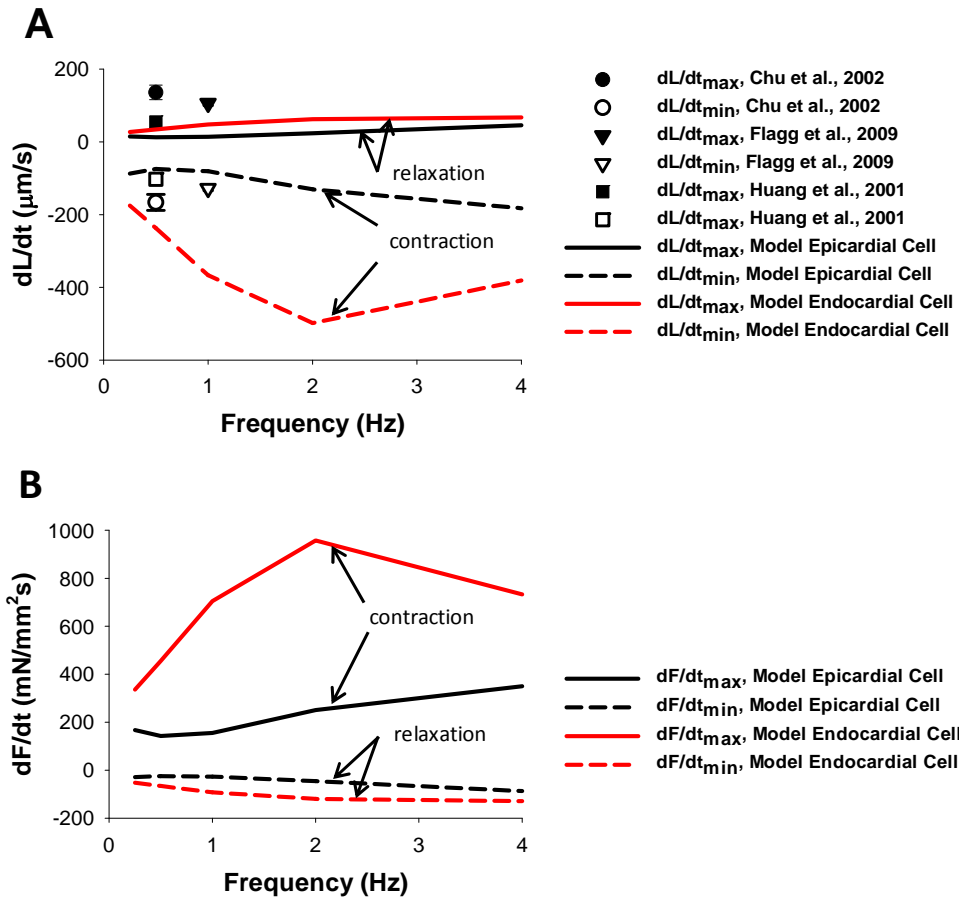 A
200
0
-200
-400
-600
dL/dt (μm/s)
relaxation
contraction
0 1 2 3 4
Frequency (Hz)
dL/dtmax, Chu et al., 2002
dL/dtmin, Chu et al., 2002
dL/dtmax, Flagg et al., 2009
dL/dtmin, Flagg et al., 2009
dL/dtmax, Huang et al., 2001
dL/dtmax, Huang et al., 2001
dL/dtmax, Model Epicardial Cell
dL/dtmin, Model Epicardial Cell
dL/dtmax, Model Endocardial Cell
dL/dtmin, Model Endocardial Cell
B
1000
800
600
400
200
0
-200
dF/dt (mN/mm²s)
contraction
relaxation
0 1 2 3 4
Frequency (Hz)
dF/dtmax, Model Epicardial Cell
dF/dtmin, Model Epicardial Cell
dF/dtmax, Model Endocardial Cell
dF/dtmin, Model Endocardial Cell